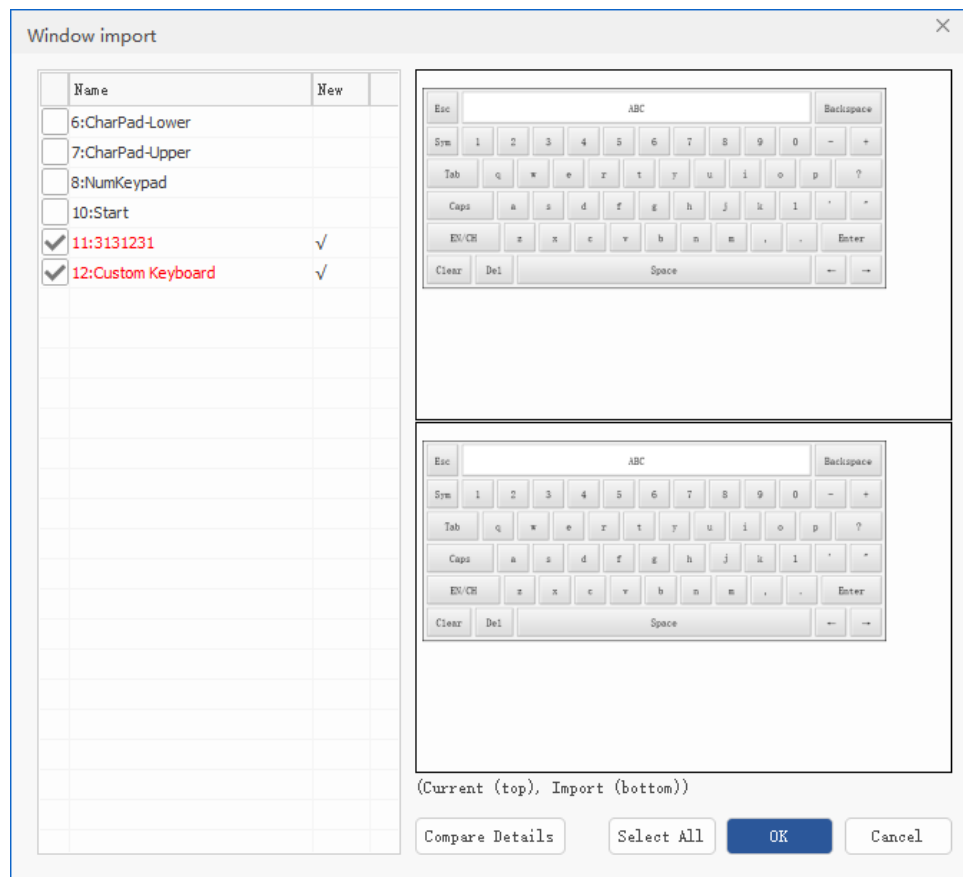 Window import
Name New
6:CharPad-Lower
7:CharPad-Upper
8:NumKeypad
10:Start
11:3131231 √
12:Custom Keyboard √
Esc ABC Backspace
Sym 1 2 3 4 5 6 7 8 9 0 - +
Tab q w e r t y u i o p ?
Caps a s d f g h j k l ' "
EN/CH z x c v b n m , . Enter
Clear Del Space ← →
Esc ABC Backspace
Sym 1 2 3 4 5 6 7 8 9 0 - +
Tab q w e r t y u i o p ?
Caps a s d f g h j k l ' "
EN/CH z x c v b n m , . Enter
Clear Del Space ← →
(Current (top), Import (bottom))
Compare Details Select All OK Cancel